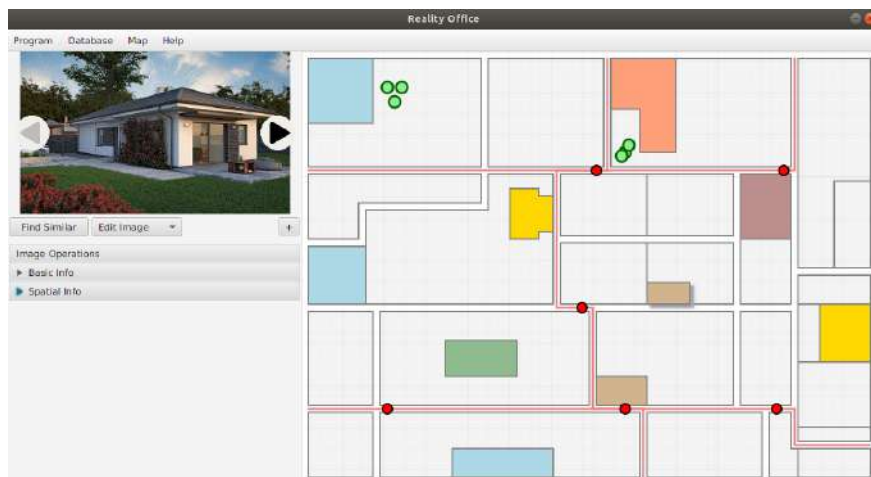 Reality Office
Program Database Map Help
Find Similar Edit Image +
Image Operations
Basic Info
Spatial Info